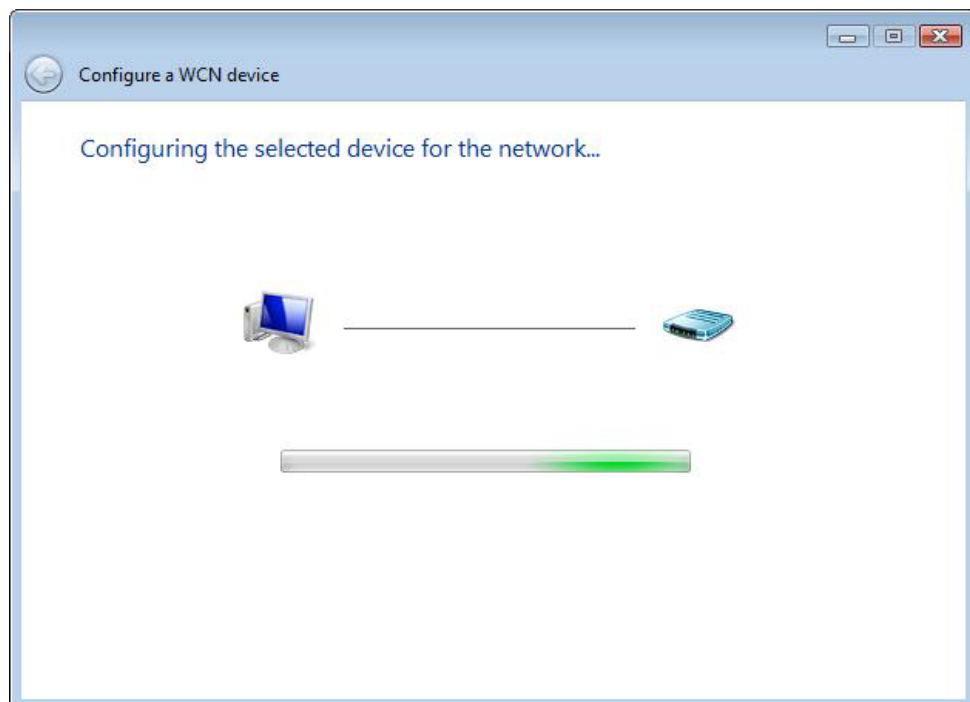 Configure a WCN device
Configuring the selected device for the network...